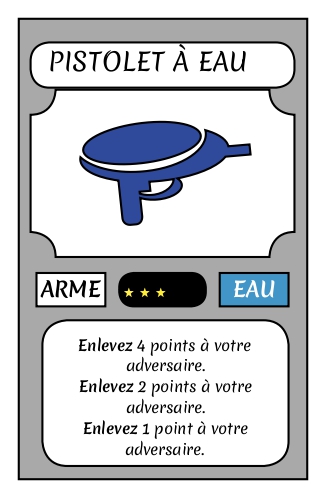 PISTOLET À EAU
ARME
EAU
Enlevez 4 points à votre
adversaire.
Enlevez 2 points à votre
adversaire.
Enlevez 1 point à votre
adversaire.